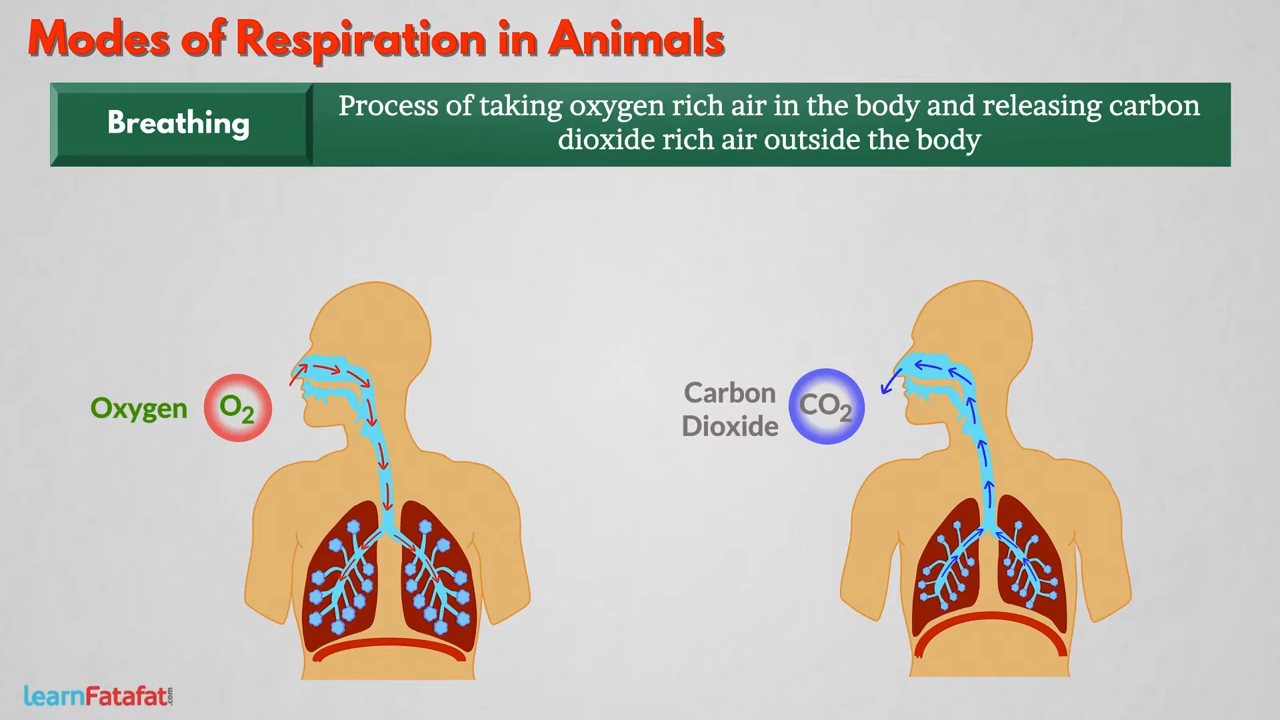 Modes of Respiration in Animals
Breathing
Process of taking oxygen rich air in the body and releasing carbon
dioxide rich air outside the body
Oxygen
O2
Carbon
Dioxide
CO2
learnFatafat.com